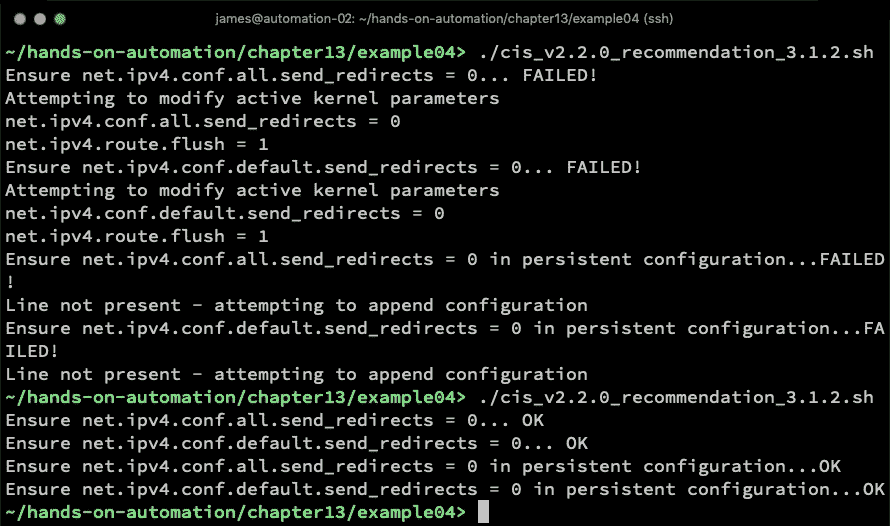 james@automation-02: ~/hands-on-automation/chapter13/example04 (ssh)
~/hands-on-automation/chapter13/example04> ./cis_v2.2.0_recommendation_3.1.2.sh
Ensure net.ipv4.conf.all.send_redirects = 0... FAILED!
Attempting to modify active kernel parameters
net.ipv4.conf.all.send_redirects = 0
net.ipv4.route.flush = 1
Ensure net.ipv4.conf.default.send_redirects = 0... FAILED!
Attempting to modify active kernel parameters
net.ipv4.conf.default.send_redirects = 0
net.ipv4.route.flush = 1
Ensure net.ipv4.conf.all.send_redirects = 0 in persistent configuration...FAILED
!
Line not present - attempting to append configuration
Ensure net.ipv4.conf.default.send_redirects = 0 in persistent configuration...FA
ILED!
Line not present - attempting to append configuration
~/hands-on-automation/chapter13/example04> ./cis_v2.2.0_recommendation_3.1.2.sh
Ensure net.ipv4.conf.all.send_redirects = 0... OK
Ensure net.ipv4.conf.default.send_redirects = 0... OK
Ensure net.ipv4.conf.all.send_redirects = 0 in persistent configuration...OK
Ensure net.ipv4.conf.default.send_redirects = 0 in persistent configuration...OK
~/hands-on-automation/chapter13/example04>